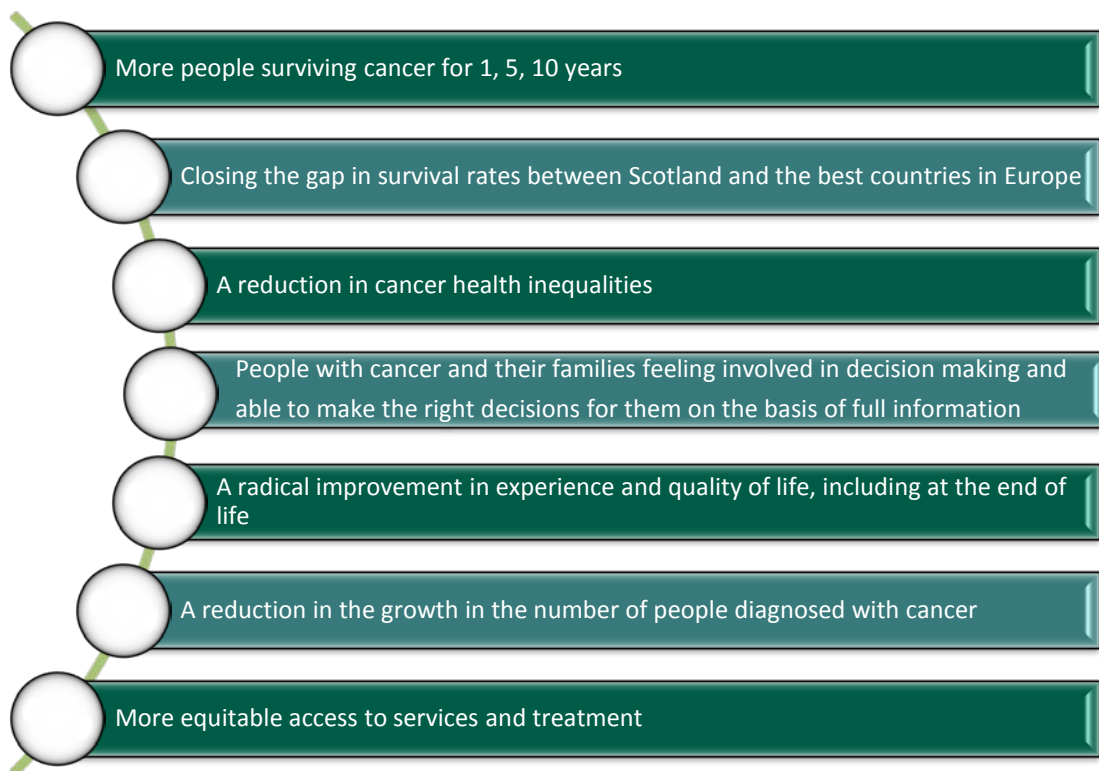 More people surviving cancer for 1, 5, 10 years
Closing the gap in survival rates between Scotland and the best countries in Europe
A reduction in cancer health inequalities
People with cancer and their families feeling involved in decision making and
able to make the right decisions for them on the basis of full information
A radical improvement in experience and quality of life, including at the end of
life
A reduction in the growth in the number of people diagnosed with cancer
More equitable access to services and treatment